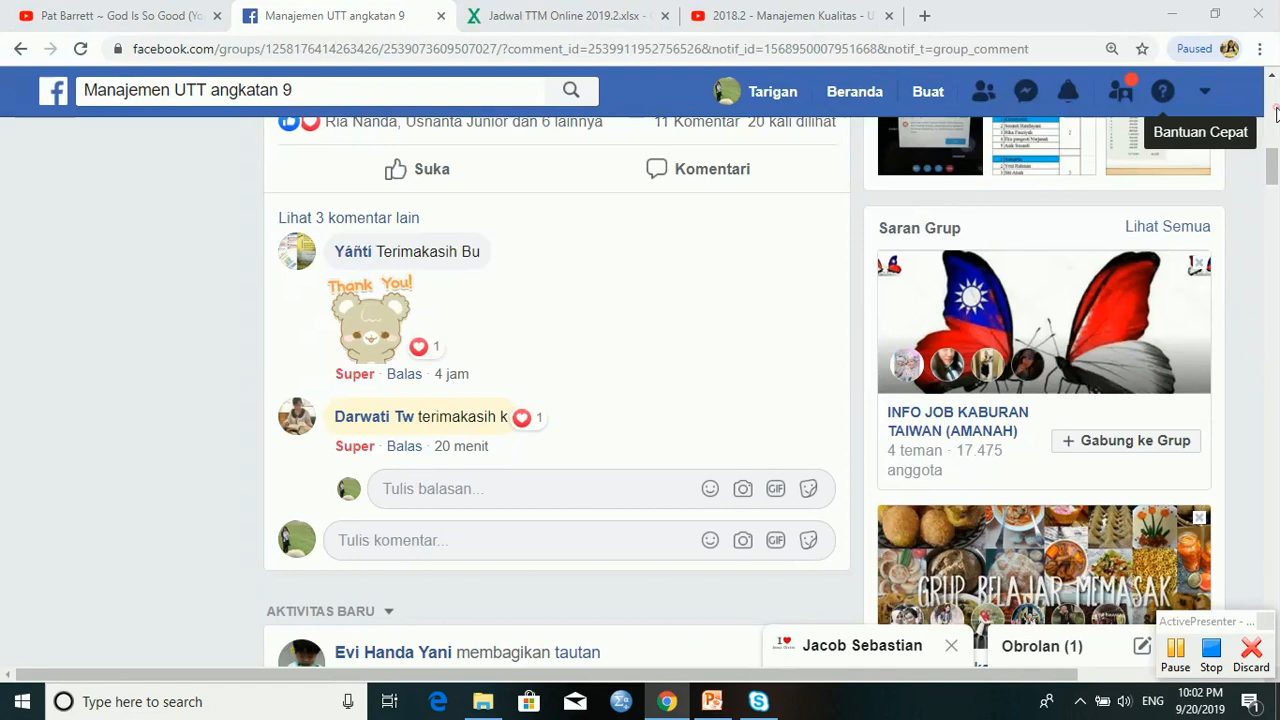 Pat Barrett ~ God Is So Good (Yo
Manajemen UTT angkatan 9
Jadwal TTM Online 2019.2.xlsx -
2018.2 - Manajemen Kualitas - U
facebook.com/groups/1258176414263426/2539073609507027/?comment_id=2539911952756526&notif_id=1568950007951668&notif_t=group_comment
Paused
Manajemen UTT angkatan 9
Tarigan
Beranda
Buat
Bantuan Cepat
Ria Nanda, Ushanta Junior dan 6 lainnya
11 Komentar 20 kali dilihat
Suka
Komentari
Lihat 3 komentar lain
Yáñti Terimakasih Bu
Thank You!
1
Super · Balas · 4 jam
Darwati Tw terimakasih k
1
Super · Balas · 20 menit
Tulis balasan...
GIF
Tulis komentar...
GIF
AKTIVITAS BARU
Evi Handa Yani membagikan tautan
Saran Grup
Lihat Semua
INFO JOB KABURAN
TAIWAN (AMANAH)
4 teman · 17.475
anggota
+ Gabung ke Grup
GRUP BELAJAR MEMASAK
Jacob Sebastian
Obrolan (1)
ActivePresenter - ...
Pause
Stop
Discard
Type here to search
ENG
10:02 PM
9/20/2019
1